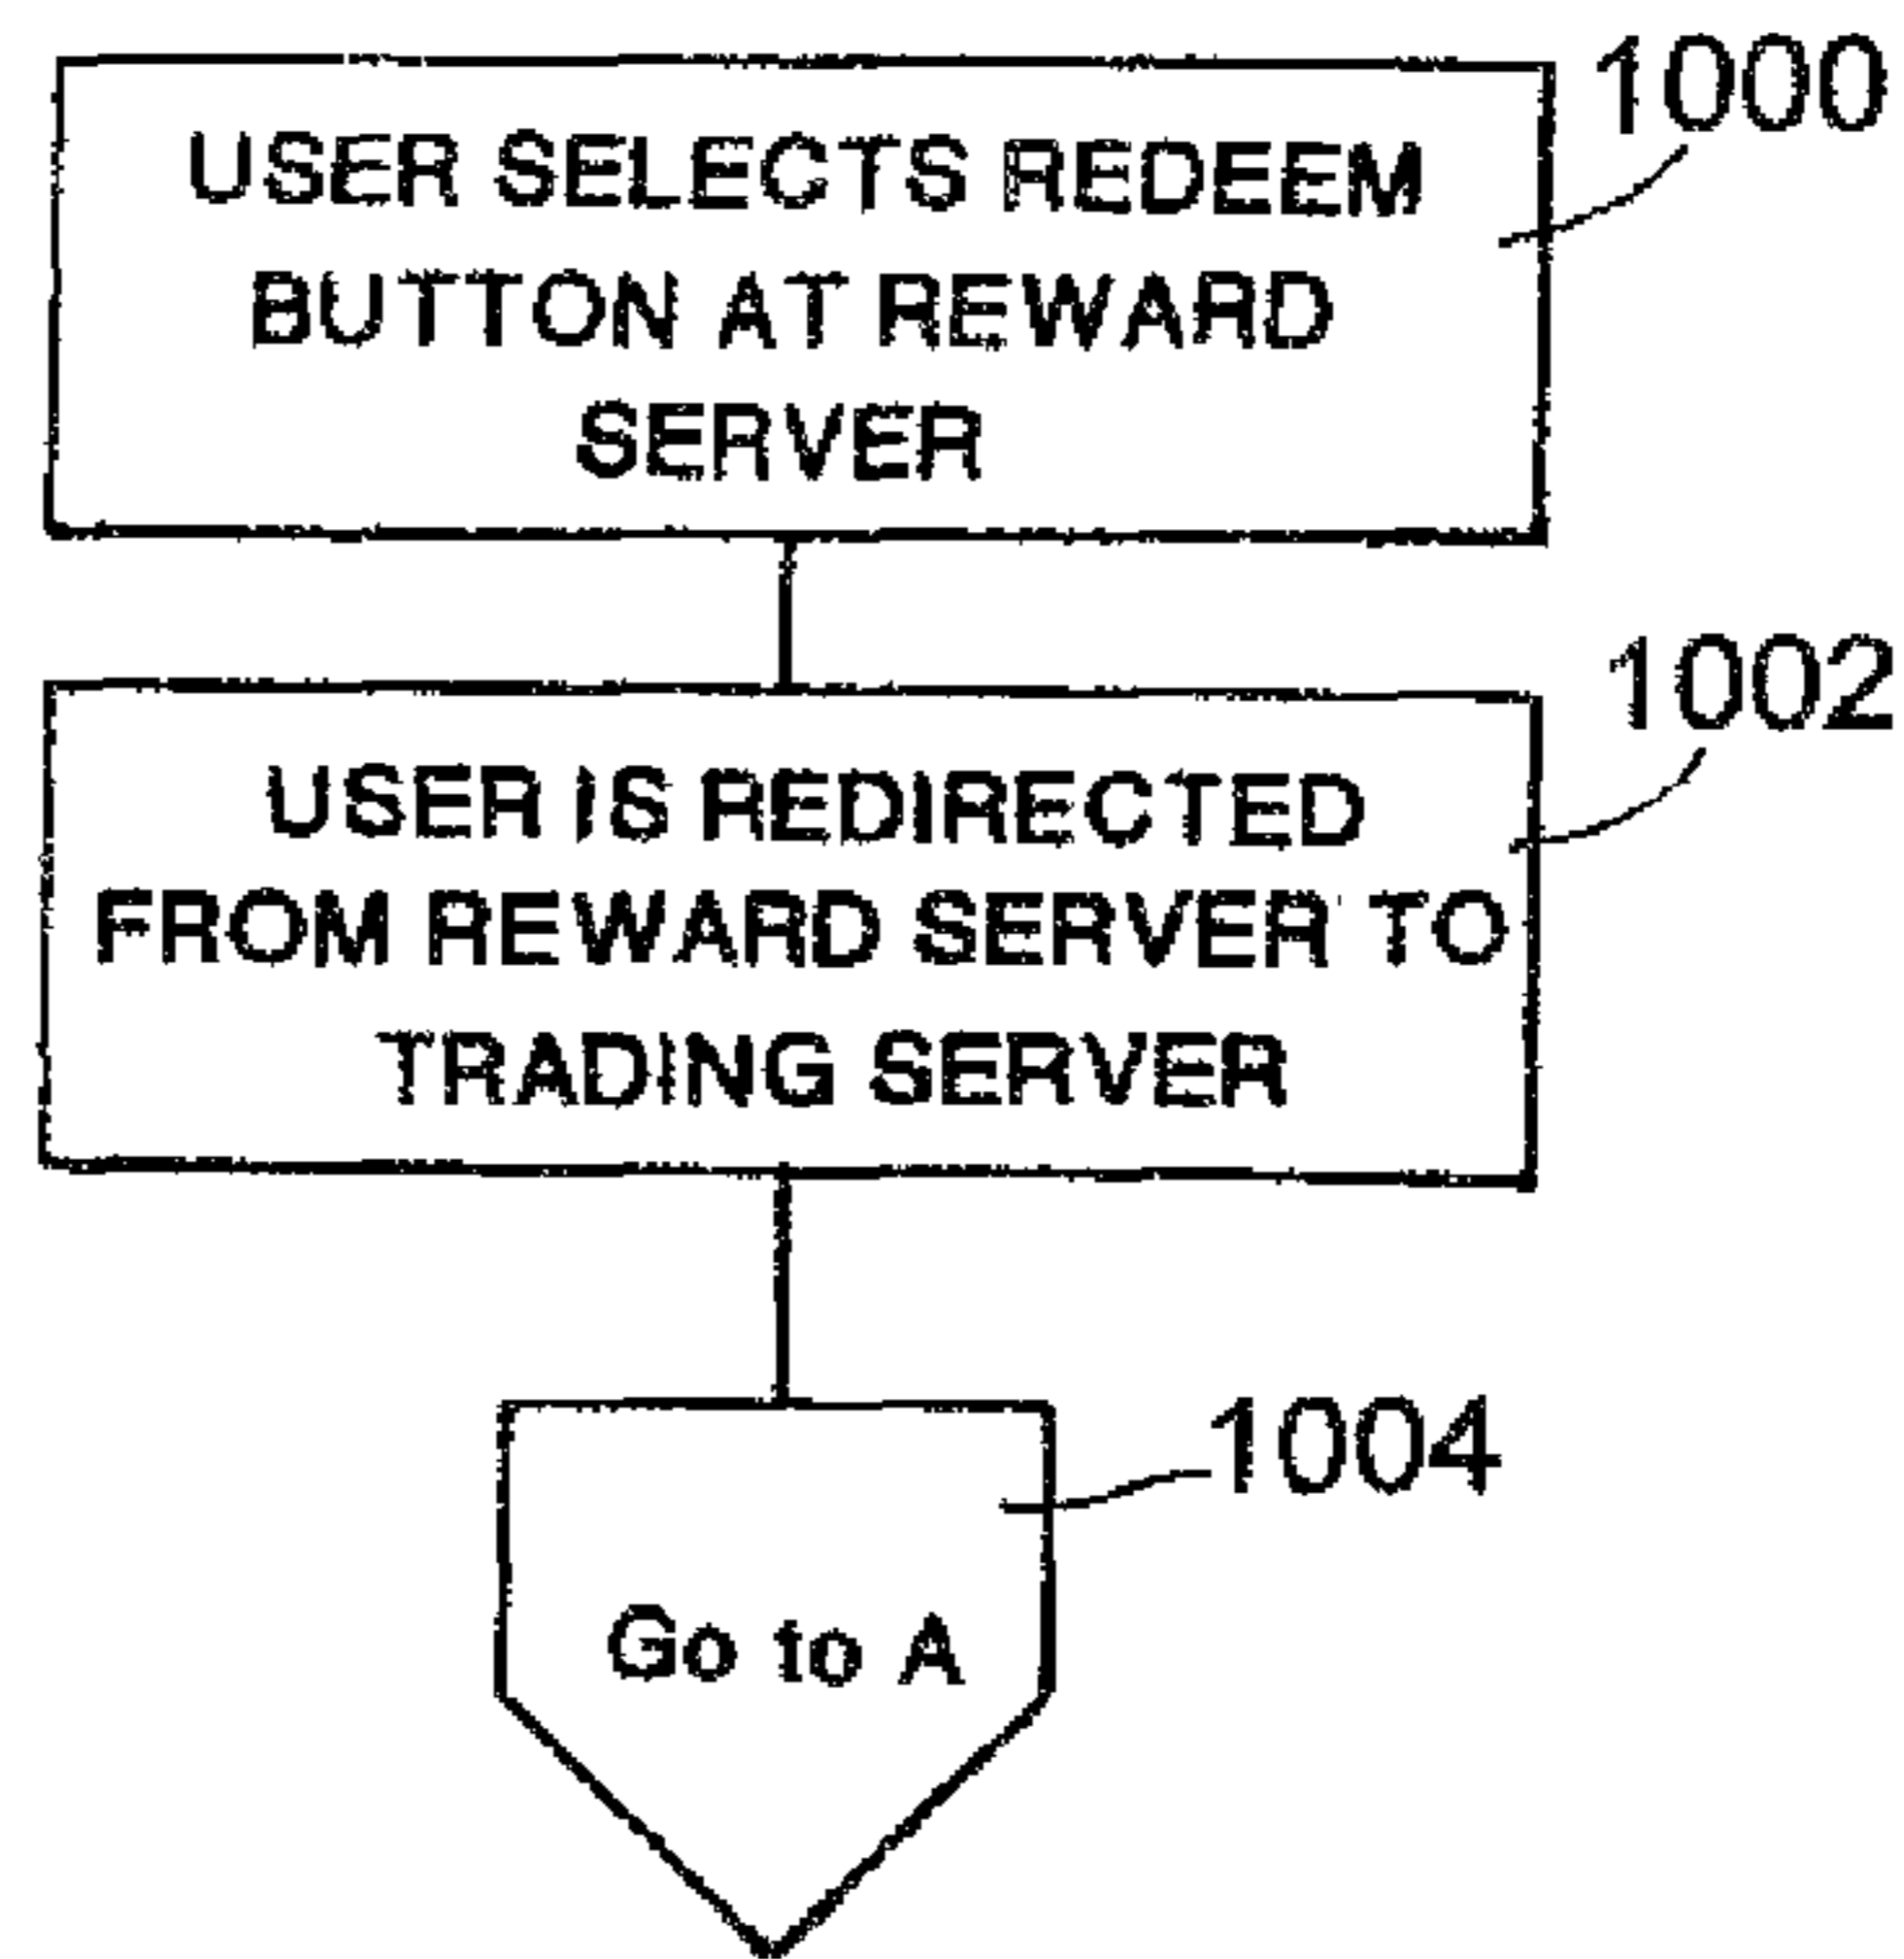 1000
USER SELECTS REDEEM
BUTTON AT REWARD
SERVER
1002
USER IS REDIRECTED
FROM REWARD SERVER TO
TRADING SERVER
1004
Go to A